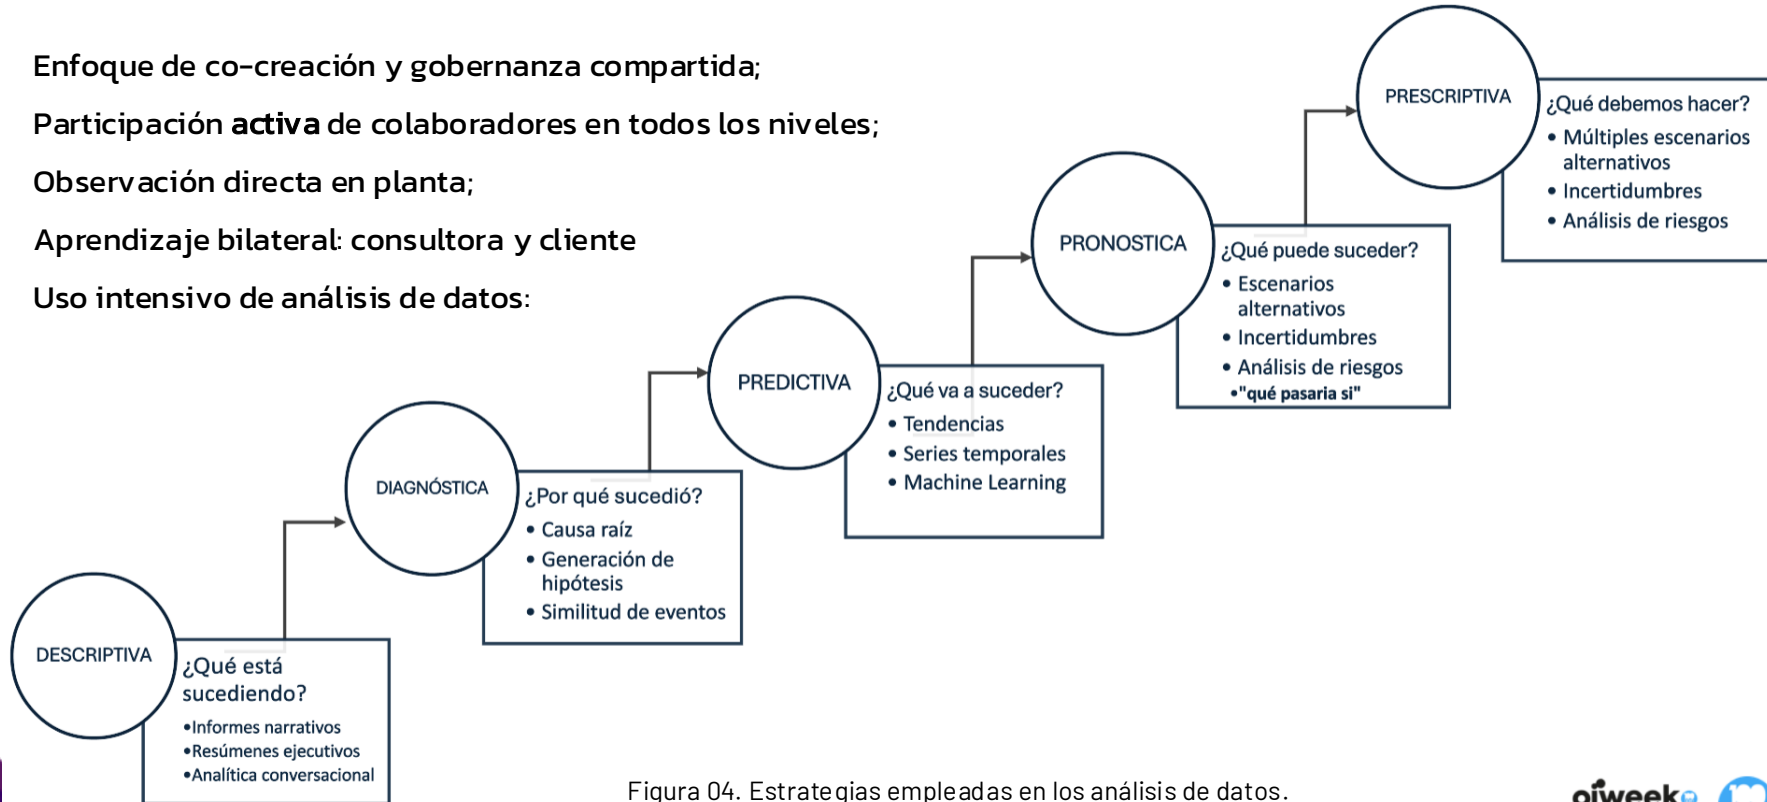 Enfoque de co-creación y gobernanza compartida;
Participación activa de colaboradores en todos los niveles;
Observación directa en planta;
Aprendizaje bilateral: consultora y cliente
Uso intensivo de análisis de datos:
PRESCRIPTIVA
¿Qué debemos hacer?
• Múltiples escenarios
alternativos
• Incertidumbres
• Análisis de riesgos
PRONOSTICA
¿Qué puede suceder?
• Escenarios
alternativos
• Incertidumbres
• Análisis de riesgos
•"qué pasaria si"
PREDICTIVA
¿Qué va a suceder?
• Tendencias
• Series temporales
• Machine Learning
DIAGNÓSTICA
¿Por qué sucedió?
• Causa raíz
• Generación de
hipótesis
• Similitud de eventos
DESCRIPTIVA
¿Qué está
sucediendo?
•Informes narrativos
•Resúmenes ejecutivos
•Analítica conversacional
Figura 04. Estrategias empleadas en los análisis de datos.
oiweek